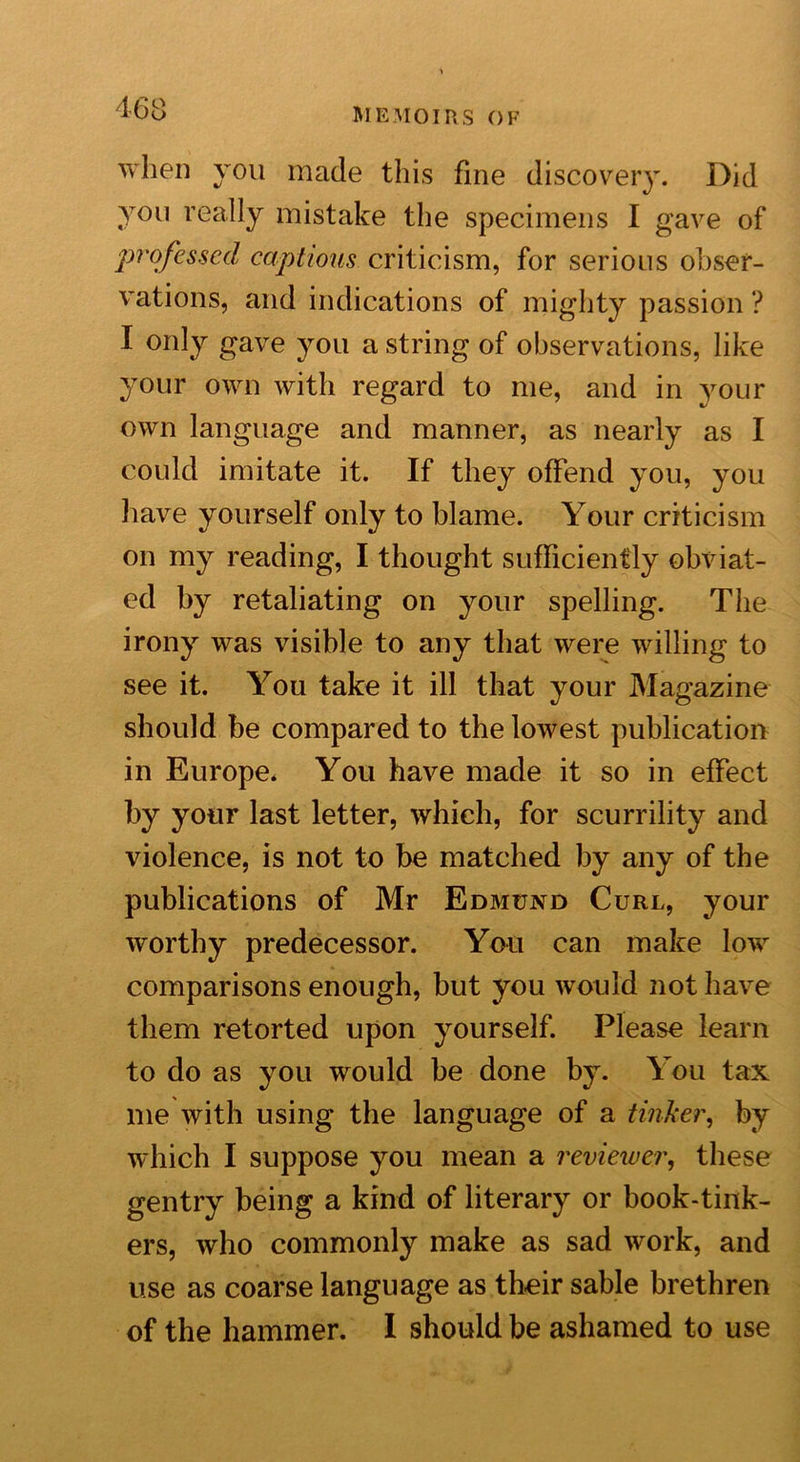 468
MEMOIRS OF
when you made this fine discovery. Did
you really mistake the specimens I gave of
professed captious criticism, for serious obser-
vations, and indications of mighty passion ?
I only gave you a string of observations, like
your own with regard to me, and in your
own language and manner, as nearly as I
could imitate it. If they offend you, you
have yourself only to blame. Your criticism
on my reading, I thought sufficiently obviat-
ed by retaliating on your spelling. The
irony was visible to any that were willing to
see it. You take it ill that your Magazine
should be compared to the lowest publication
in Europe. You have made it so in effect
by your last letter, which, for scurrility and
violence, is not to be matched by any of the
publications of Mr Edmund Curl, your
worthy predecessor. You can make low
comparisons enough, but you would not have
them retorted upon yourself. Please learn
to do as you would be done by. You tax
me with using the language of a tinker, by
which I suppose you mean a reviewer, these
gentry being a kind of literary or book-tink-
ers, who commonly make as sad work, and
use as coarse language as their sable brethren
of the hammer. I should be ashamed to use